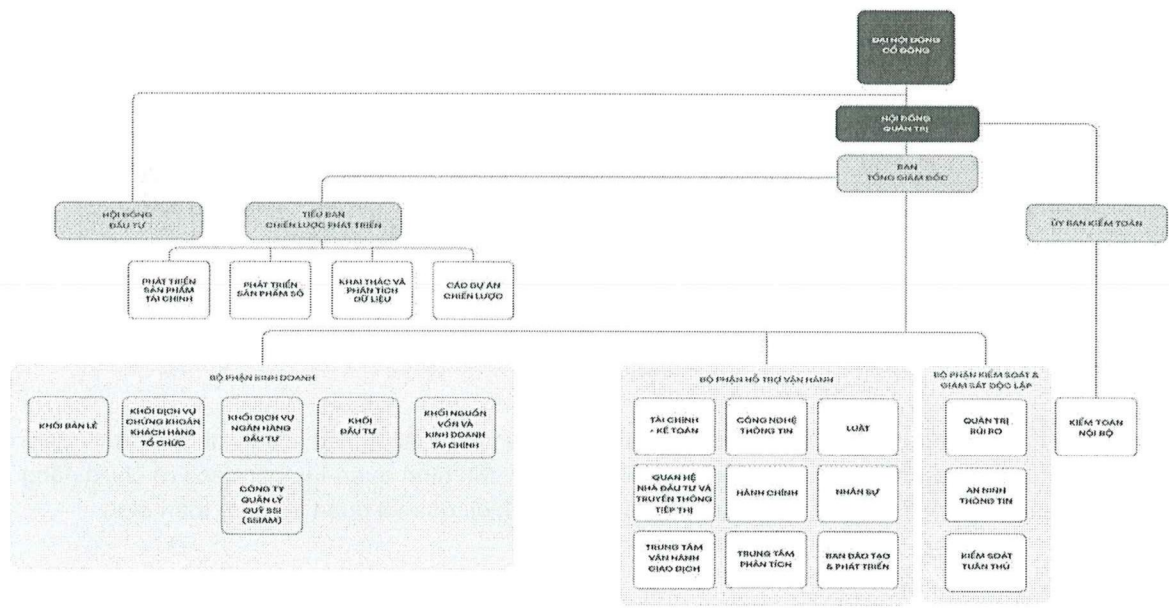 ĐẠI HỘI ĐỒNG
CỔ ĐÔNG
HỘI ĐỒNG
QUẢN TRỊ
BAN
TỔNG GIÁM ĐỐC
HỘI ĐỒNG
ĐẦU TƯ
TIỂU BAN
CHIẾN LƯỢC PHÁT TRIỂN
ỦY BAN KIỂM TOÁN
PHÁT TRIỂN
SẢN PHẨM
TÀI CHÍNH
PHÁT TRIỂN
SẢN PHẨM SỐ
KHAI THÁC VÀ
PHÂN TÍCH
DỮ LIỆU
CÁC DỰ ÁN
CHIẾN LƯỢC
BỘ PHẬN KINH DOANH
KHỐI BÁN LẺ
KHỐI DỊCH VỤ
CHỨNG KHOÁN
KHÁCH HÀNG
TỔ CHỨC
KHỐI DỊCH VỤ
NGÂN HÀNG
ĐẦU TƯ
KHỐI
ĐẦU TƯ
KHỐI NGUỒN
VỐN VÀ
KINH DOANH
TÀI CHÍNH
CÔNG TY
QUẢN LÝ
QUỸ SSI
(SSIAM)
BỘ PHẬN HỖ TRỢ VẬN HÀNH
TÀI CHÍNH
- KẾ TOÁN
CÔNG NGHỆ
THÔNG TIN
LUẬT
QUAN HỆ
NHÀ ĐẦU TƯ VÀ
TRUYỀN THÔNG
TIẾP THỊ
HÀNH CHÍNH
NHÂN SỰ
TRUNG TÂM
VẬN HÀNH
GIAO DỊCH
TRUNG TÂM
PHÂN TÍCH
BAN ĐÀO TẠO
& PHÁT TRIỂN
BỘ PHẬN KIỂM SOÁT &
GIÁM SÁT ĐỘC LẬP
QUẢN TRỊ
RỦI RO
AN NINH
THÔNG TIN
KIỂM SOÁT
TUÂN THỦ
KIỂM TOÁN
NỘI BỘ